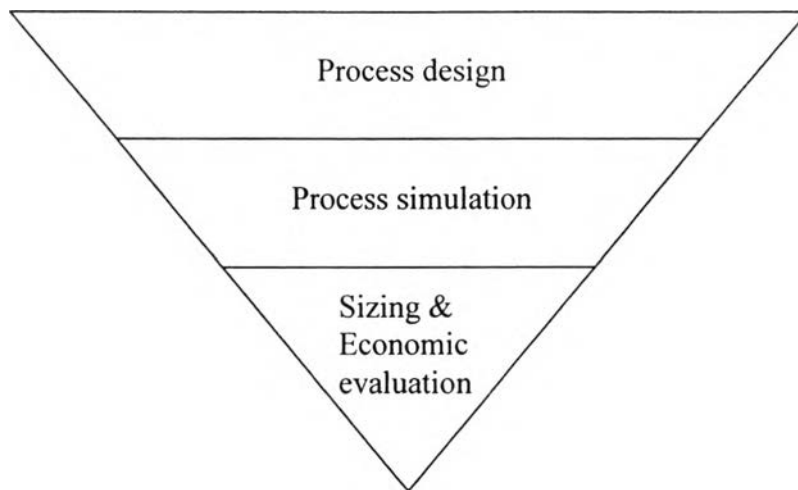 Process design
Process simulation
Sizing &
Economic
evaluation